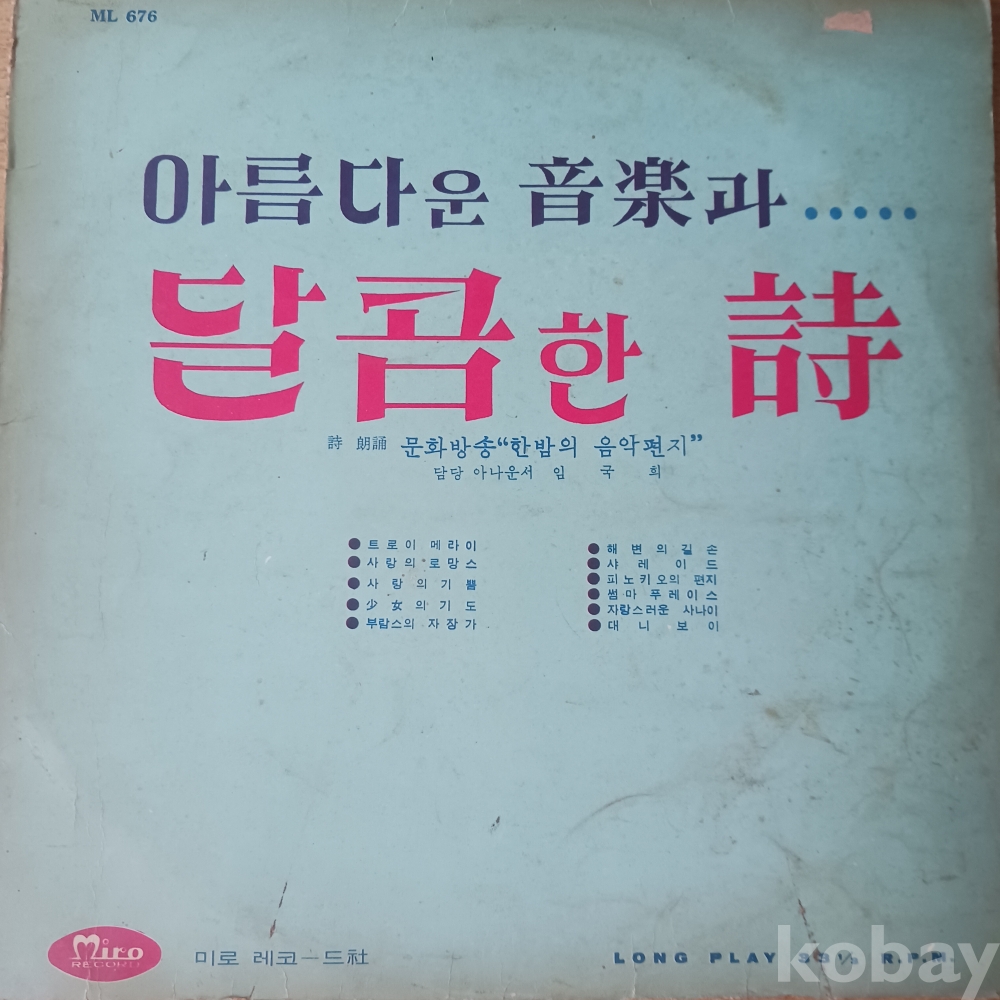 ML 676
아름다운 音楽과 .....
달콤한 詩
詩 朗誦 문화방송“한밤의 음악편지”
담당 아나운서 임 국 희
● 트로이메라이
● 사랑의 로망스
● 사랑의 기쁨
● 少女의 기도
● 부람스의 자장가
● 해변의 길손
● 샤레이드
● 피노키오의 편지
● 썸마 푸레이스
● 자랑스러운 사나이
● 대니보이
Miro
RECORD
미로 레코ー드社
LONG PLAY 33⅓ R.P.M.
kobay